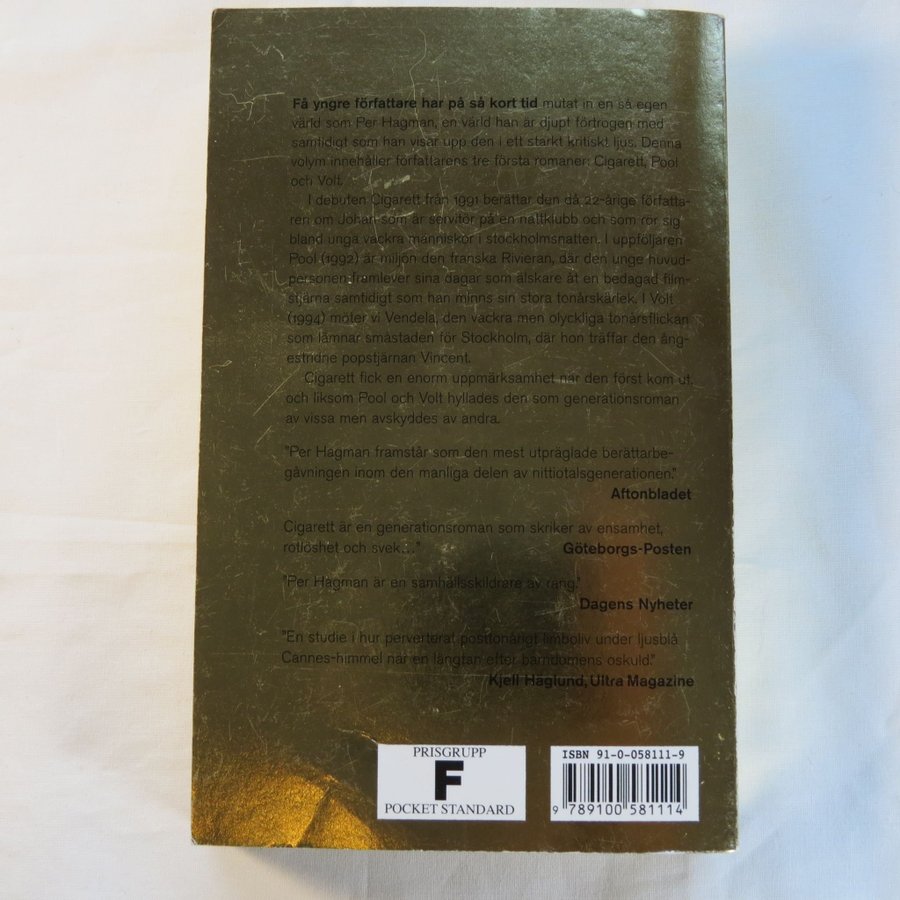 Få yngre författare har på så kort tid mutat in en så egen
värld som Per Hagman, en värld han är djupt förtrogen med
samtidigt som han visar upp den i ett starkt kritiskt ljus. Denna
volym innehåller författarens tre första romaner: Cigarett, Pool
och Volt.
I debuten Cigarett från 1991 berättar den då 22-årige författa-
ren om Johan som är servitör på en nattklubb och som rör sig
bland unga vackra människor i stockholmsnatten. I uppföljaren
Pool (1992) är miljön den franska Rivieran, där den unge huvud-
personen framlever sina dagar som älskare åt en bedagad film-
stjärna samtidigt som han minns sin stora tonårskärlek. I Volt
(1994) möter vi Vendela, den vackra men olyckliga tonårsflickan
som lämnar småstaden för Stockholm, där hon träffar den ång-
estridne popstjärnan Vincent.
Cigarett fick en enorm uppmärksamhet när den först kom ut,
och liksom Pool och Volt hyllades den som generationsroman
av vissa men avskyddes av andra.
"Per Hagman framstår som den mest utpräglade berättarbe-
gåvningen inom den manliga delen av nittiotalsgenerationen."
Aftonbladet
Cigarett är en generationsroman som skriker av ensamhet,
rotlöshet och svek..."
Göteborgs-Posten
"Per Hagman är en samhällsskildrare av rang."
Dagens Nyheter
"En studie i hur perverterat posttonårigt limboliv under ljusblå
Cannes-himmel när en längtan efter barndomens oskuld."
Kjell Häglund, Ultra Magazine
PRISGRUPP
F
POCKET STANDARD
ISBN 91-0-058111-9
9 789100 581114